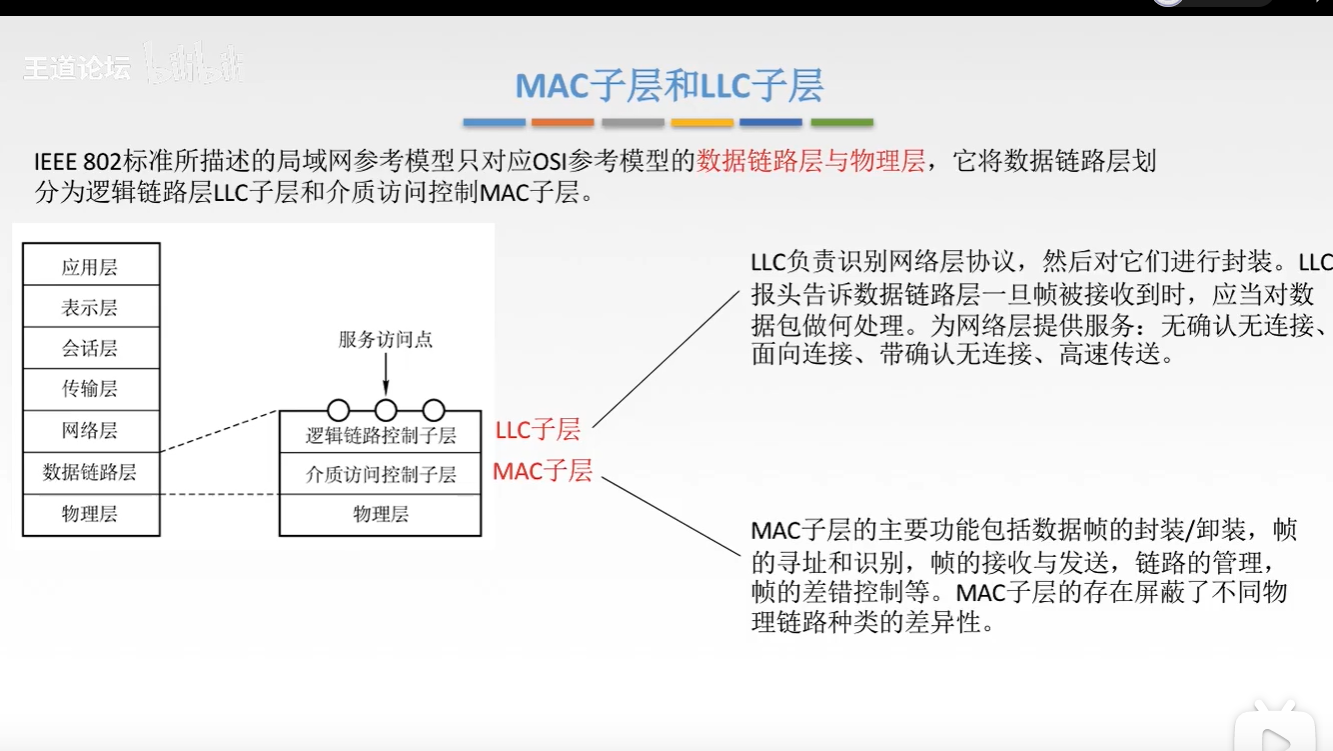 王道论坛 bilibili
MAC子层和LLC子层
IEEE 802标准所描述的局域网参考模型只对应OSI参考模型的数据链路层与物理层，它将数据链路层划
分为逻辑链路层LLC子层和介质访问控制MAC子层。
应用层
表示层
会话层
传输层
网络层
数据链路层
物理层
服务访问点
逻辑链路控制子层
介质访问控制子层
物理层
LLC子层
MAC子层
LLC负责识别网络层协议，然后对它们进行封装。LLC
报头告诉数据链路层一旦帧被接收到时，应当对数
据包做何处理。为网络层提供服务：无确认无连接、
面向连接、带确认无连接、高速传送。
MAC子层的主要功能包括数据帧的封装/卸装，帧
的寻址和识别，帧的接收与发送，链路的管理，
帧的差错控制等。MAC子层的存在屏蔽了不同物
理链路种类的差异性。